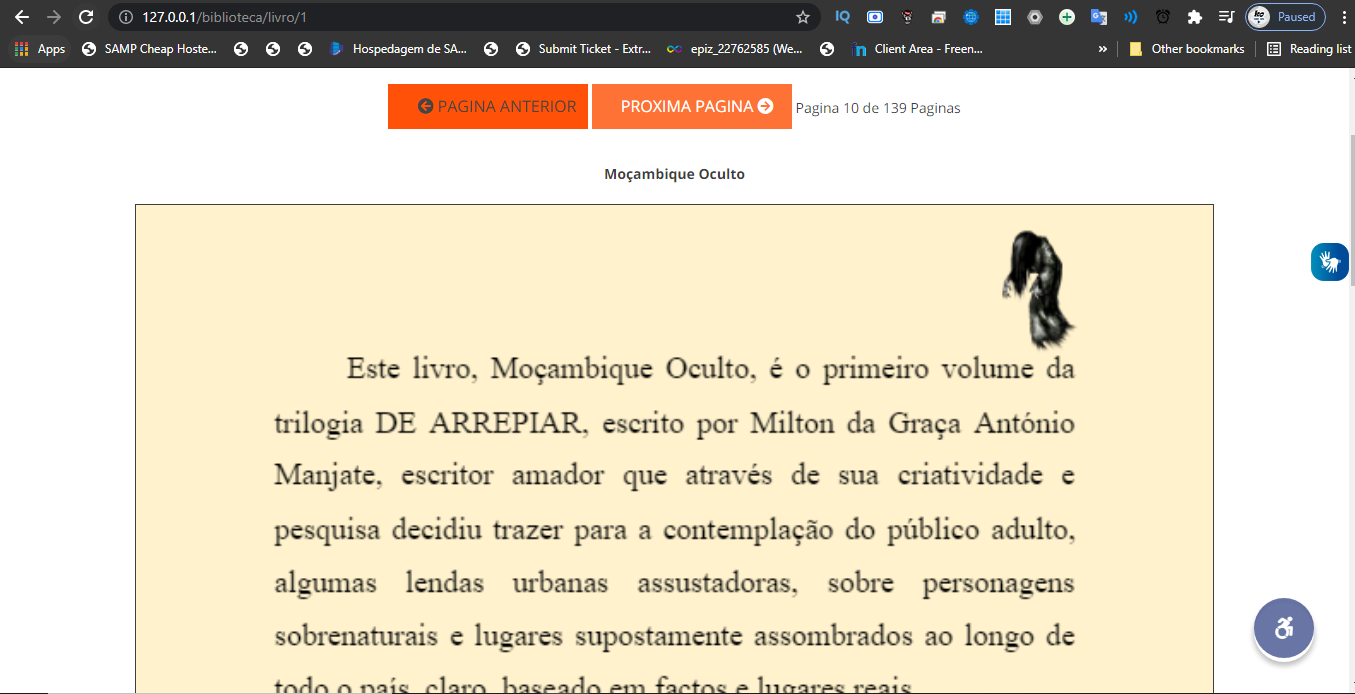 127.0.0.1/biblioteca/livro/1
IQ
Paused
Apps
SAMP Cheap Hoste...
Hospedagem de SA...
Submit Ticket - Extr...
epiz_22762585 (We...
in
Client Area - Freen...
»
Other bookmarks
Reading list
PAGINA ANTERIOR
PROXIMA PAGINA
Pagina 10 de 139 Paginas
Moçambique Oculto
Este livro, Moçambique Oculto, é o primeiro volume da
trilogia DE ARREPIAR, escrito por Milton da Graça António
Manjate, escritor amador que através de sua criatividade e
pesquisa decidiu trazer para a contemplação do público adulto,
algumas lendas urbanas assustadoras, sobre personagens
sobrenaturais e lugares supostamente assombrados ao longo de
todo o país, claro, baseado em factos e lugares reais.